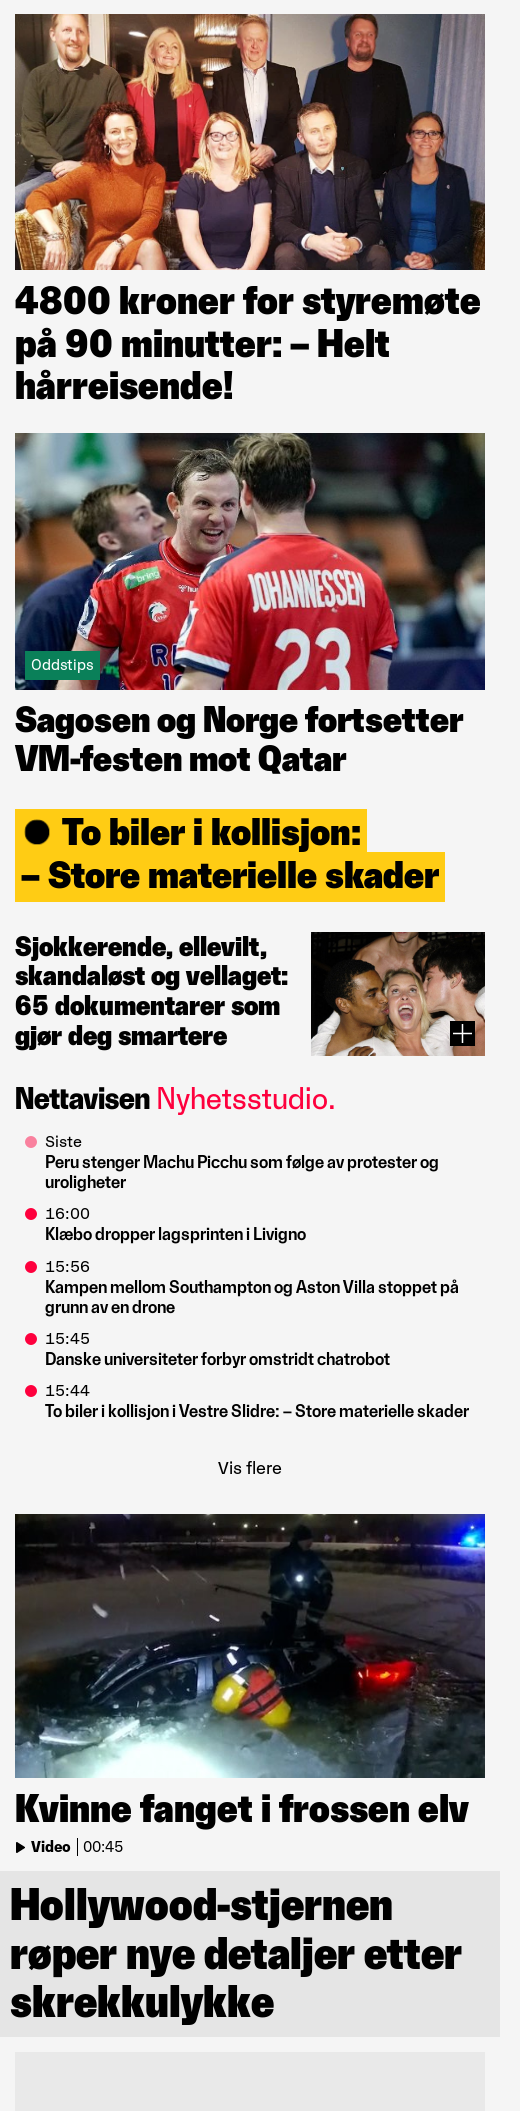 4800 kroner for styremøte
på 90 minutter: – Helt
hårreisende!
bring
JOHANNESSEN
23
Oddstips
Sagosen og Norge fortsetter
VM-festen mot Qatar
To biler i kollisjon:
– Store materielle skader
Sjokkerende, ellevilt,
skandaløst og vellaget:
65 dokumentarer som
gjør deg smartere
Nettavisen Nyhetsstudio.
Siste
Peru stenger Machu Picchu som følge av protester og
uroligheter
16:00
Klæbo dropper lagsprinten i Livigno
15:56
Kampen mellom Southampton og Aston Villa stoppet på
grunn av en drone
15:45
Danske universiteter forbyr omstridt chatrobot
15:44
To biler i kollisjon i Vestre Slidre: – Store materielle skader
Vis flere
Kvinne fanget i frossen elv
Video 00:45
Hollywood-stjernen
røper nye detaljer etter
skrekkulykke